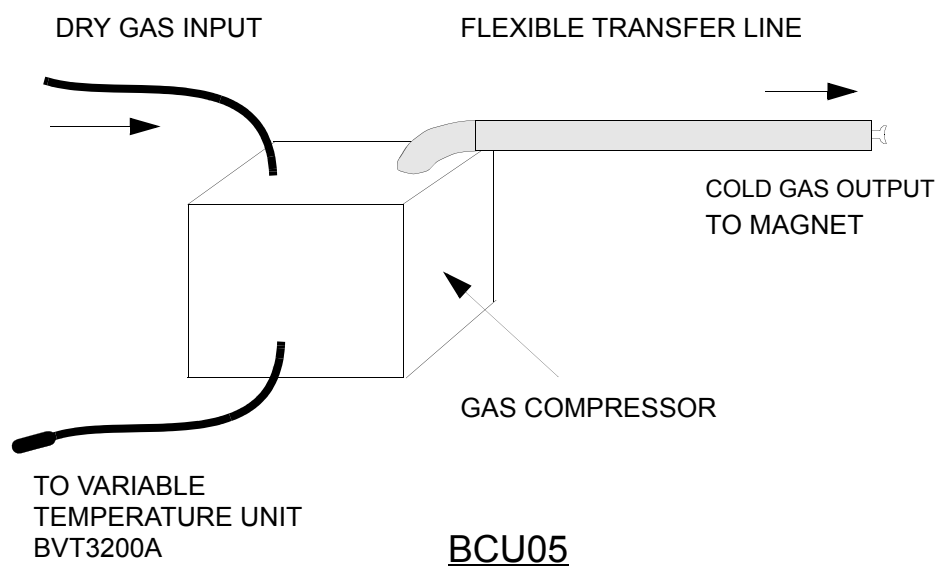 DRY GAS INPUT
FLEXIBLE TRANSFER LINE
COLD GAS OUTPUT
TO MAGNET
GAS COMPRESSOR
TO VARIABLE
TEMPERATURE UNIT
BVT3200A
BCU05